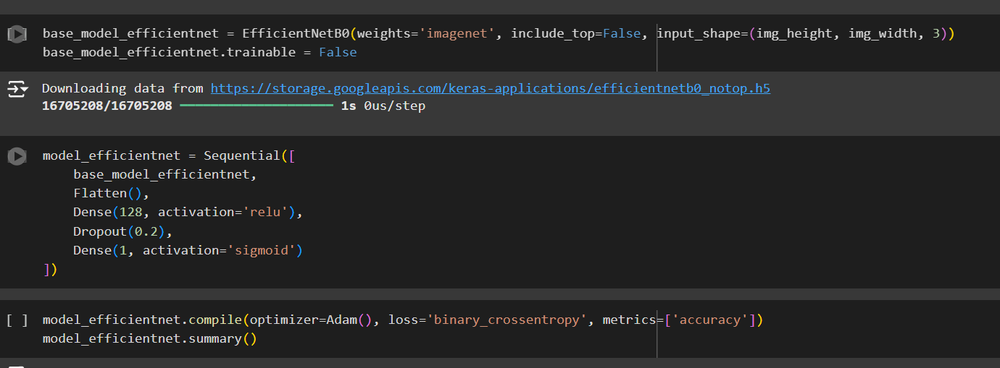 base_model_efficientnet = EfficientNetB0(weights='imagenet', include_top=False, input_shape=(img_height, img_width, 3))
base_model_efficientnet.trainable = False
Downloading data from https://storage.googleapis.com/keras-applications/efficientnetb0_notop.h5
16705208/16705208 ━━━━━━━━━━━━━━━━━━━━ 1s 0us/step
model_efficientnet = Sequential([
    base_model_efficientnet,
    Flatten(),
    Dense(128, activation='relu'),
    Dropout(0.2),
    Dense(1, activation='sigmoid')
])
[ ] model_efficientnet.compile(optimizer=Adam(), loss='binary_crossentropy', metrics=['accuracy'])
model_efficientnet.summary()